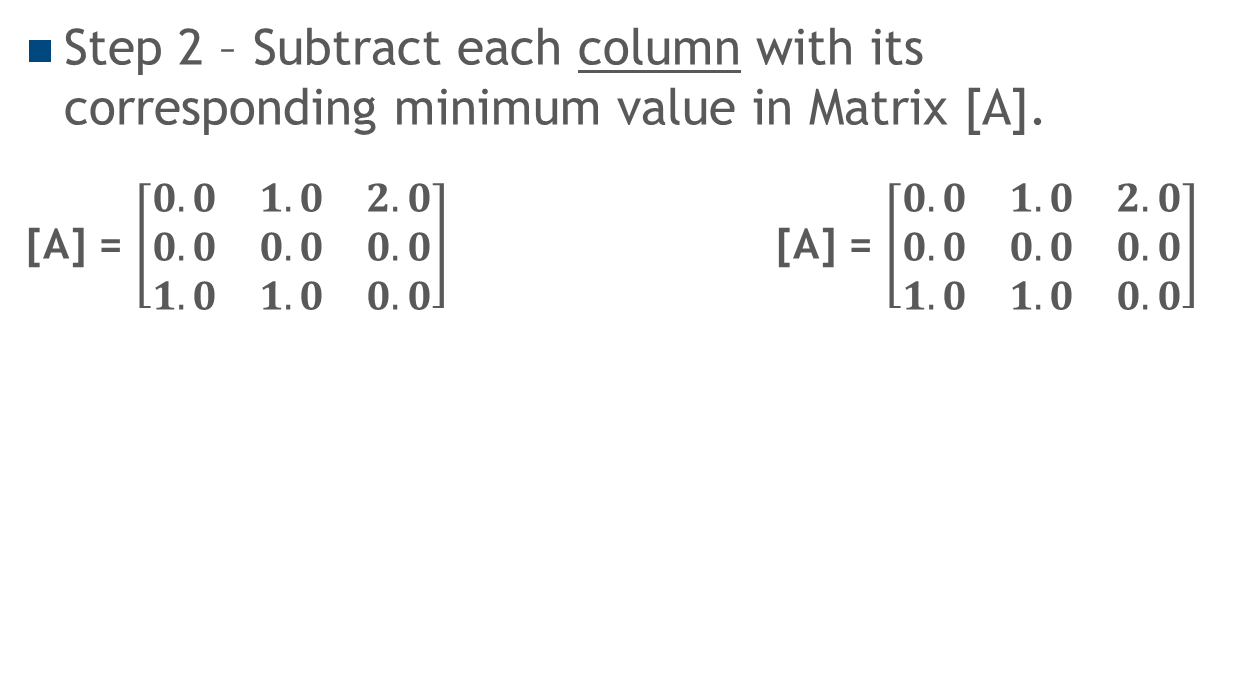 ■ Step 2 – Subtract each column with its
corresponding minimum value in Matrix [A].
0.0 1.0 2.0 0.0 1.0 2.0
[A] = 0.0 0.0 0.0 [A] = 0.0 0.0 0.0
1.0 1.0 0.0 1.0 1.0 0.0